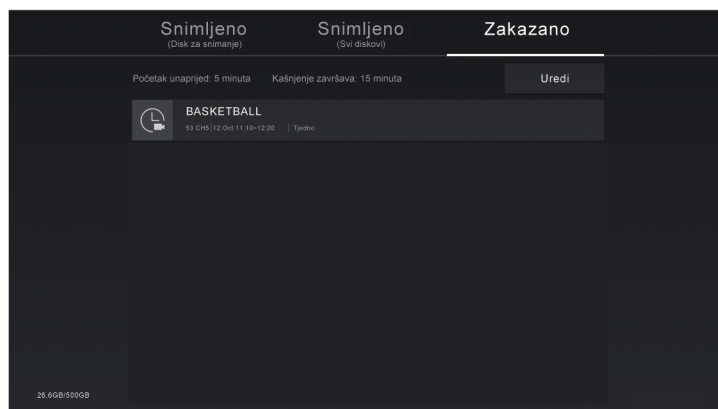 Snimljeno Snimljeno Zakazano
(Disk za snimanje) (Svi diskovi)
Početak unaprijed: 5 minuta Kašnjenje završava: 15 minuta Uredi
BASKETBALL
53 CH5 | 12 Oct 11:10~12:20 | Tjedno
26.6GB/500GB